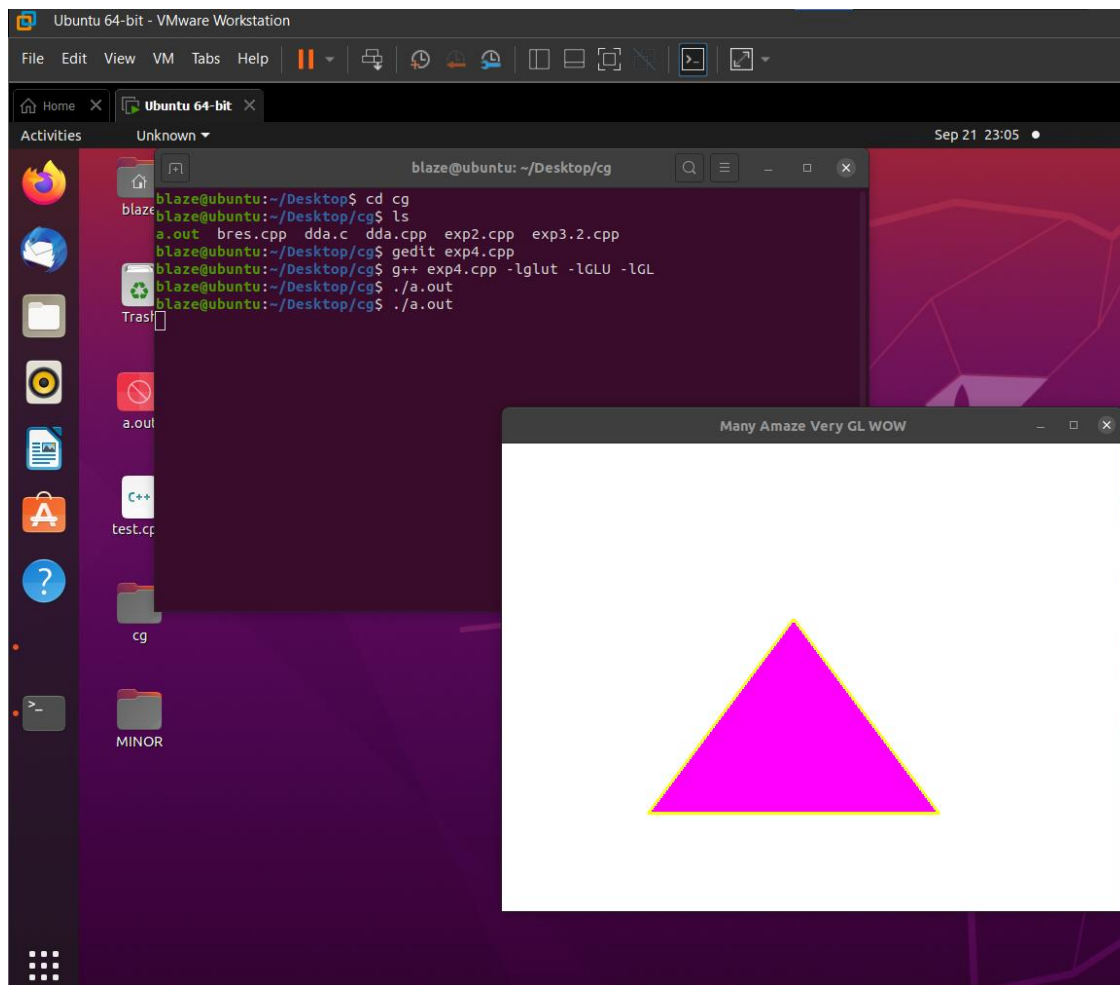 Ubuntu 64-bit - VMware Workstation
File Edit View VM Tabs Help
Home Ubuntu 64-bit
Activities Unknown Sep 21 23:05
blaze@ubuntu: ~/Desktop/cg
blaze@ubuntu:~/Desktop$ cd cg
blaze@ubuntu:~/Desktop/cg$ ls
a.out bres.cpp dda.c dda.cpp exp2.cpp exp3.2.cpp
blaze@ubuntu:~/Desktop/cg$ gedit exp4.cpp
blaze@ubuntu:~/Desktop/cg$ g++ exp4.cpp -lglut -lGLU -lGL
blaze@ubuntu:~/Desktop/cg$ ./a.out
blaze@ubuntu:~/Desktop/cg$ ./a.out
blaze
Trash
a.out
C++
test.cp
cg
MINOR
Many Amaze Very GL WOW